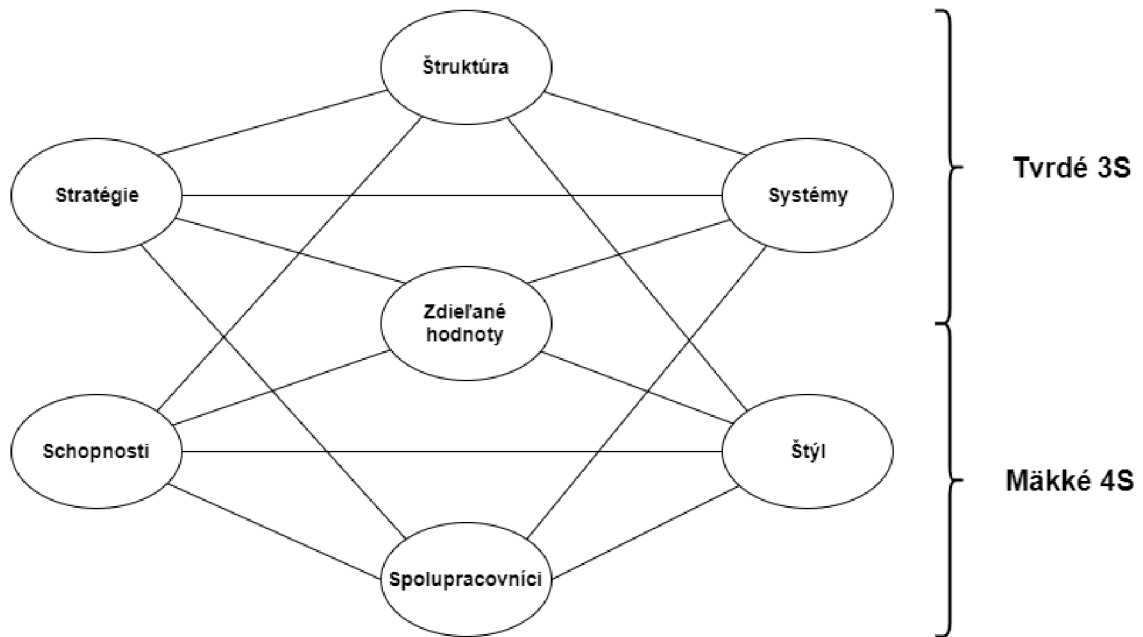 Štruktúra
Stratégie
Systémy
Tvrdé 3S
Zdieľané
hodnoty
Schopnosti
Štýl
Mäkké 4S
Spolupracovníci